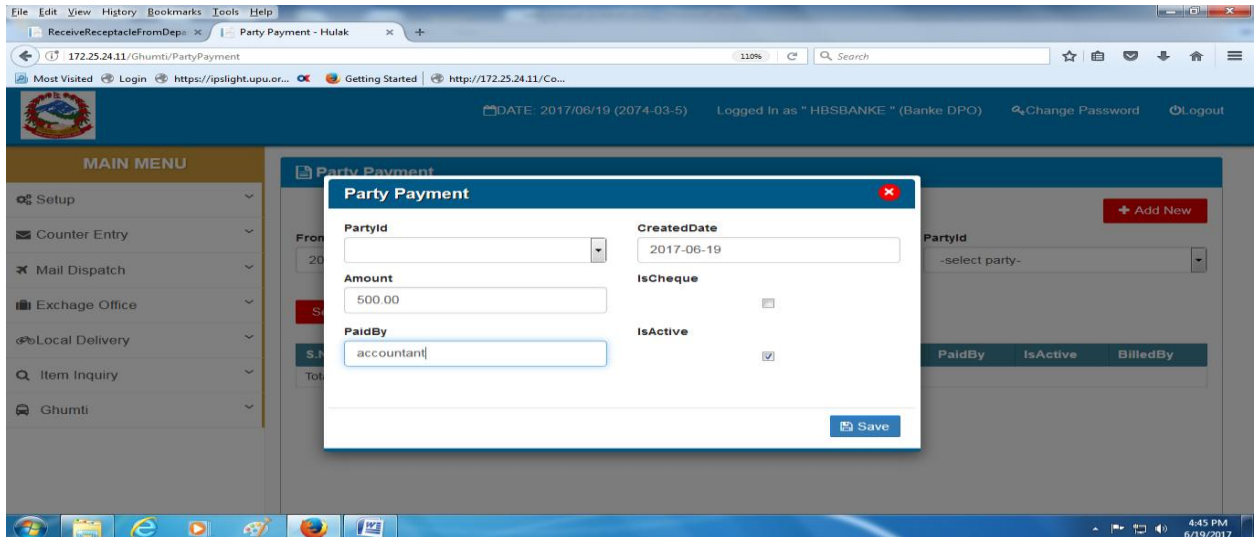 File Edit View History Bookmarks Tools Help
ReceiveReceptacleFromDepa × Party Payment - Hulak × +
172.25.24.11/Ghumti/PartyPayment 110% Search
Most Visited Login https://ipslight.upu.or... Getting Started http://172.25.24.11/Co...
DATE: 2017/06/19 (2074-03-5) Logged In as " HBSBANKE " (Banke DPO) Change Password Logout
MAIN MENU
Setup
Counter Entry
Mail Dispatch
Exchage Office
Local Delivery
Item Inquiry
Ghumti
Party Payment
+ Add New
From
20
PartyId
-select party-
S.N PaidBy IsActive BilledBy
Party Payment
PartyId CreatedDate
2017-06-19
Amount IsCheque
500.00
PaidBy IsActive
accountant
Save
4:45 PM
6/19/2017